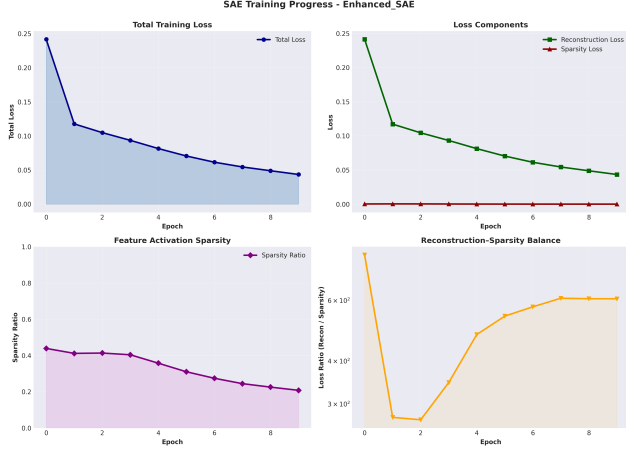 SAE Training Progress - Enhanced_SAE
Total Training Loss
Total Loss
0.25
0.20
0.15
0.10
0.05
0.00
Total Loss
0 2 4 6 8
Epoch
Loss Components
Reconstruction Loss
Sparsity Loss
0.25
0.20
0.15
0.10
0.05
0.00
Loss
0 2 4 6 8
Epoch
Feature Activation Sparsity
Sparsity Ratio
1.0
0.8
0.6
0.4
0.2
0.0
Sparsity Ratio
0 2 4 6 8
Epoch
Reconstruction–Sparsity Balance
6 × 10²
4 × 10²
3 × 10²
Loss Ratio (Recon / Sparsity)
0 2 4 6 8
Epoch